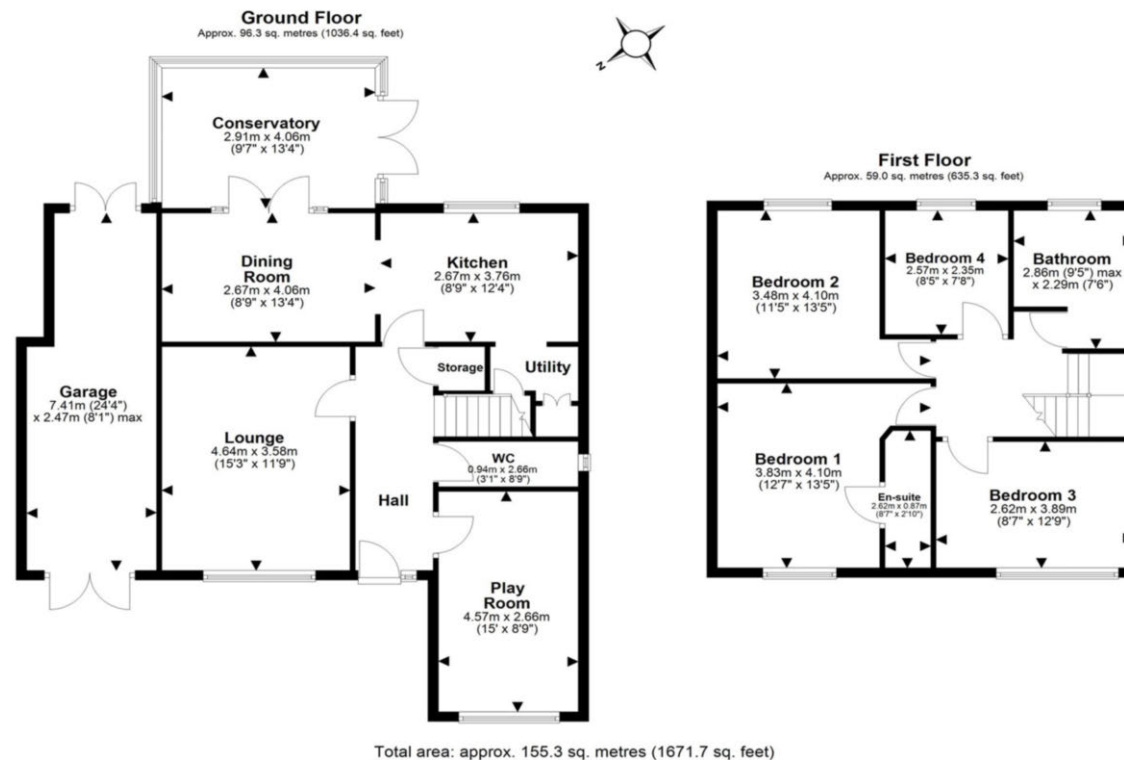 Ground Floor
Approx. 96.3 sq. metres (1036.4 sq. feet)
N
Conservatory
2.91m x 4.06m
(9'7" x 13'4")
Dining
Room
2.67m x 4.06m
(8'9" x 13'4")
Kitchen
2.67m x 3.76m
(8'9" x 12'4")
Storage
Utility
Garage
7.41m (24'4")
x 2.47m (8'1") max
Lounge
4.64m x 3.58m
(15'3" x 11'9")
WC
0.94m x 2.66m
(3'1" x 8'9")
Hall
Play
Room
4.57m x 2.66m
(15' x 8'9")
First Floor
Approx. 59.0 sq. metres (635.3 sq. feet)
Bedroom 2
3.48m x 4.10m
(11'5" x 13'5")
Bedroom 4
2.57m x 2.35m
(8'5" x 7'8")
Bathroom
2.86m (9'5") max
x 2.29m (7'6")
Bedroom 1
3.83m x 4.10m
(12'7" x 13'5")
En-suite
2.62m x 0.87m
(8'7" x 2'10")
Bedroom 3
2.62m x 3.89m
(8'7" x 12'9")
Total area: approx. 155.3 sq. metres (1671.7 sq. feet)